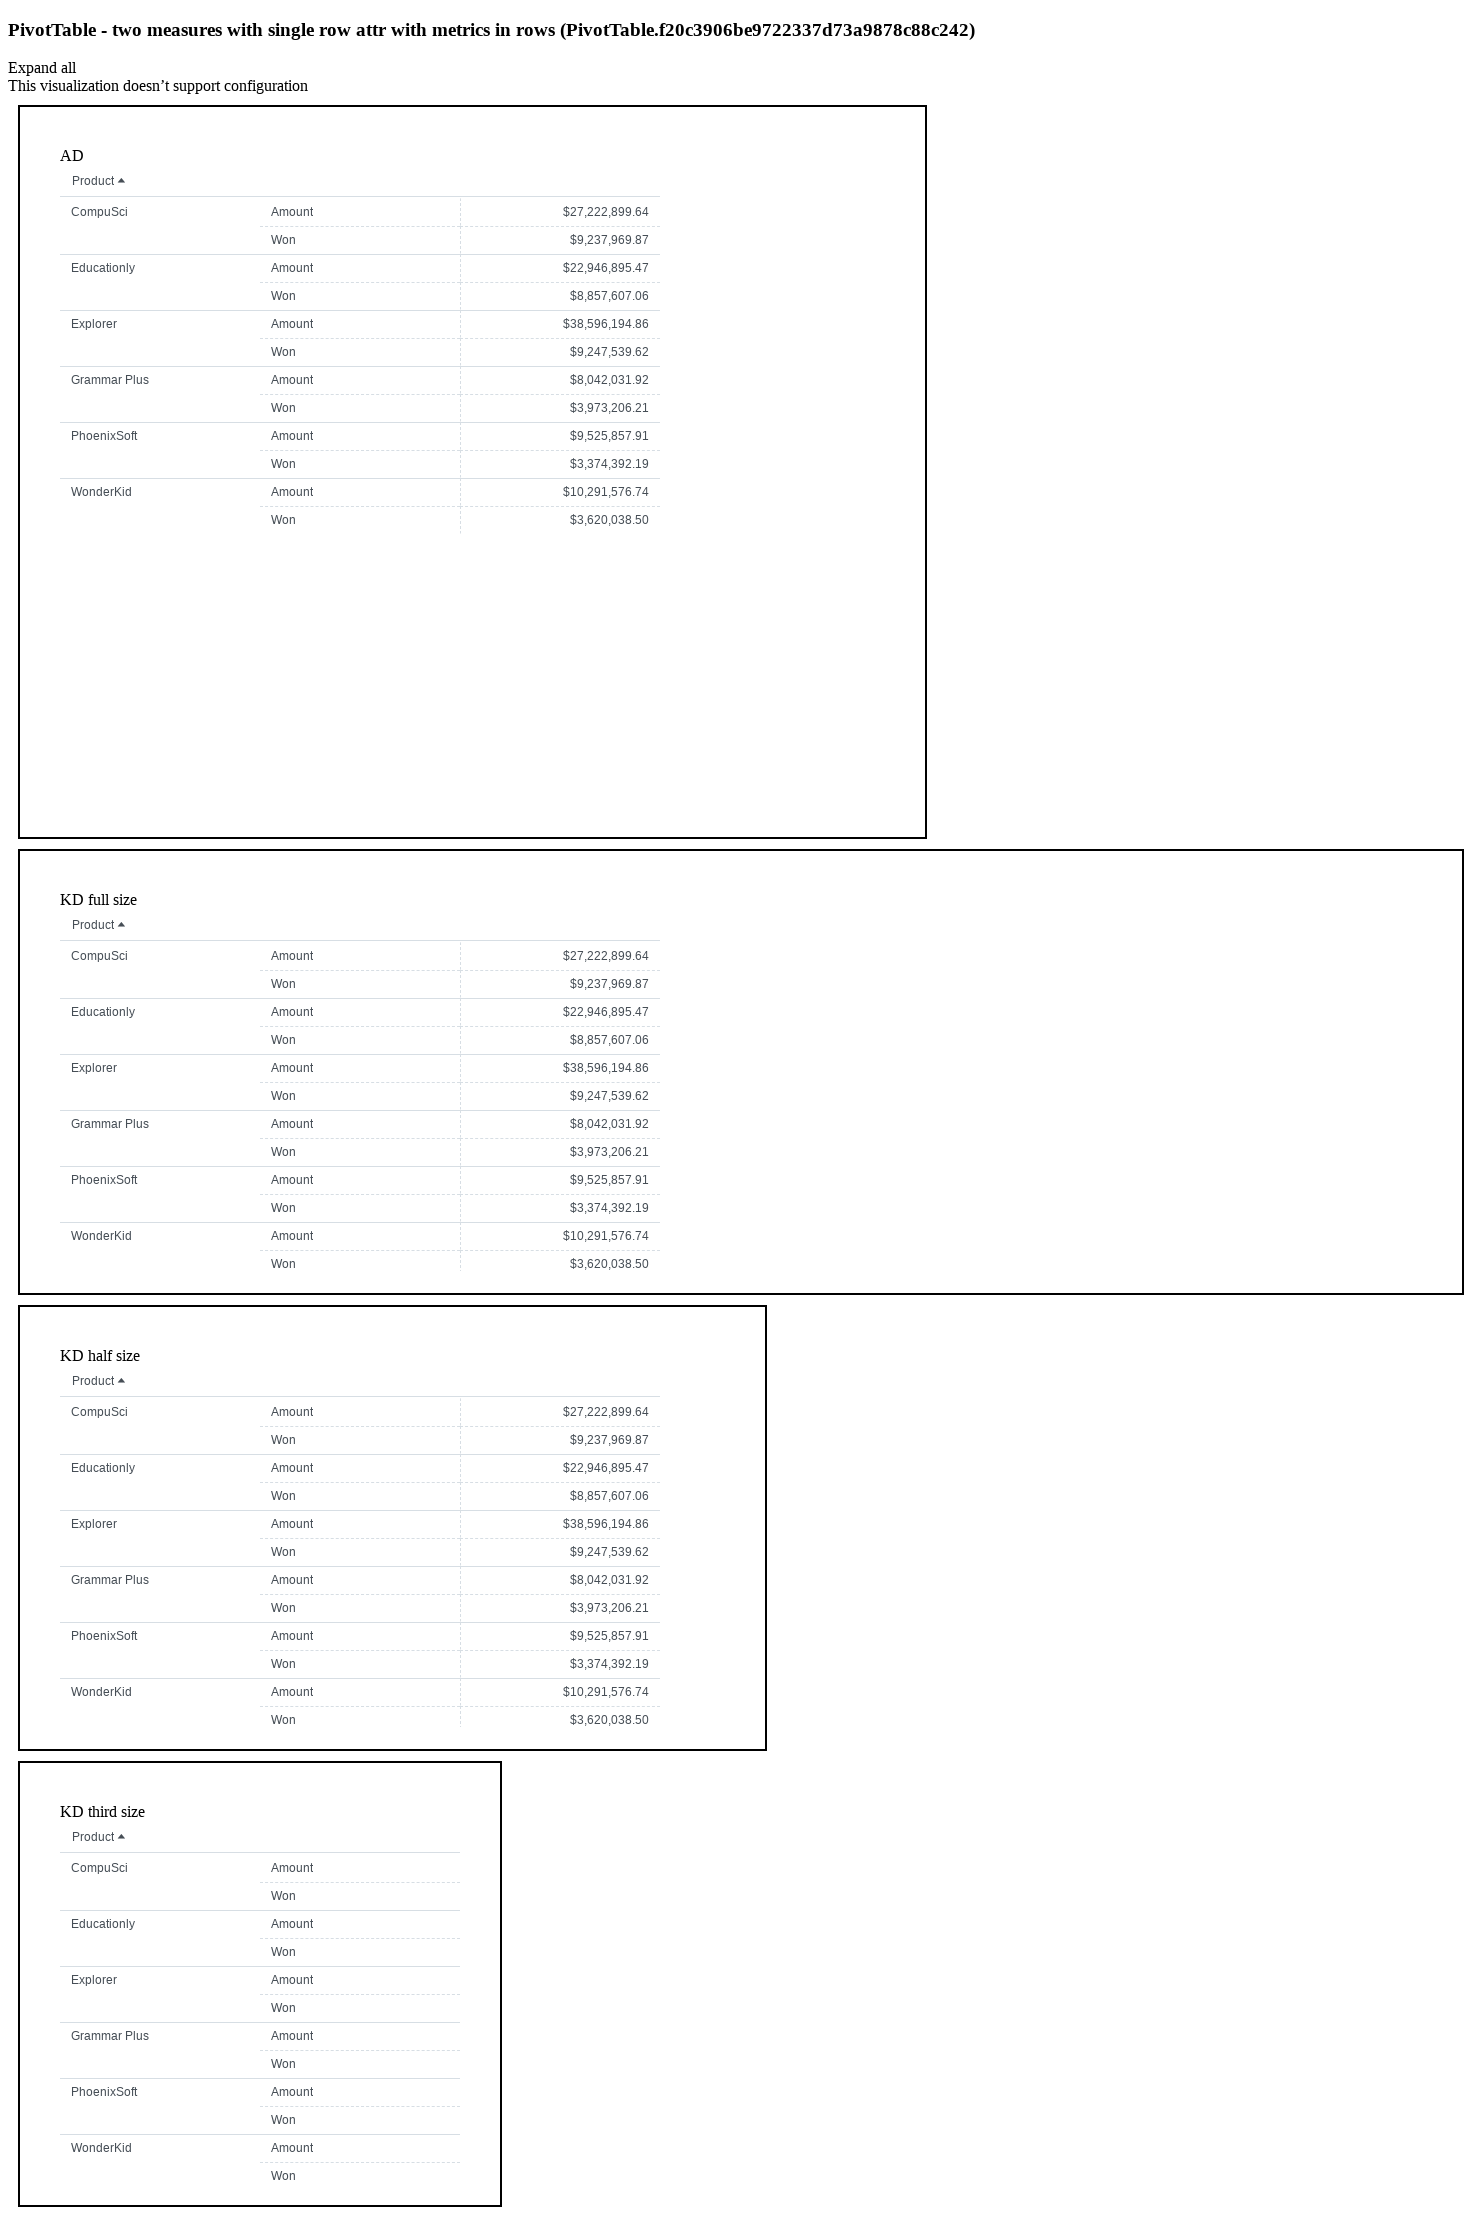 PivotTable - two measures with single row attr with metrics in rows (PivotTable.f20c3906be9722337d73a9878c88c242)
Expand all
This visualization doesn’t support configuration
AD
Product
CompuSci Amount $27,222,899.64
Won $9,237,969.87
Educationly Amount $22,946,895.47
Won $8,857,607.06
Explorer Amount $38,596,194.86
Won $9,247,539.62
Grammar Plus Amount $8,042,031.92
Won $3,973,206.21
PhoenixSoft Amount $9,525,857.91
Won $3,374,392.19
WonderKid Amount $10,291,576.74
Won $3,620,038.50
KD full size
Product
CompuSci Amount $27,222,899.64
Won $9,237,969.87
Educationly Amount $22,946,895.47
Won $8,857,607.06
Explorer Amount $38,596,194.86
Won $9,247,539.62
Grammar Plus Amount $8,042,031.92
Won $3,973,206.21
PhoenixSoft Amount $9,525,857.91
Won $3,374,392.19
WonderKid Amount $10,291,576.74
Won $3,620,038.50
KD half size
Product
CompuSci Amount $27,222,899.64
Won $9,237,969.87
Educationly Amount $22,946,895.47
Won $8,857,607.06
Explorer Amount $38,596,194.86
Won $9,247,539.62
Grammar Plus Amount $8,042,031.92
Won $3,973,206.21
PhoenixSoft Amount $9,525,857.91
Won $3,374,392.19
WonderKid Amount $10,291,576.74
Won $3,620,038.50
KD third size
Product
CompuSci Amount
Won
Educationly Amount
Won
Explorer Amount
Won
Grammar Plus Amount
Won
PhoenixSoft Amount
Won
WonderKid Amount
Won